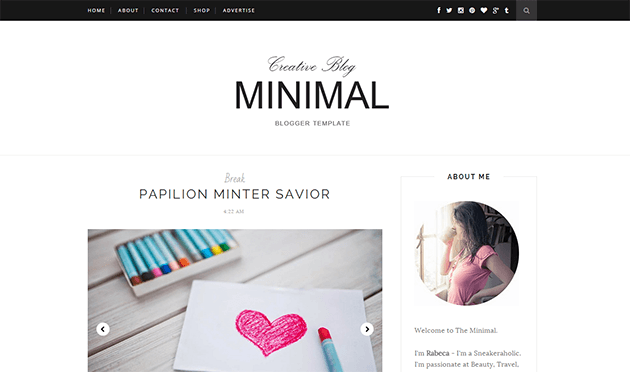 HOME ABOUT CONTACT SHOP ADVERTISE
Creative Blog
MINIMAL
BLOGGER TEMPLATE
Break
PAPILION MINTER SAVIOR
4:22 AM
ABOUT ME
Welcome to The Minimal.
I'm Rabeca – I'm a Sneakeraholic.
I'm passionate at Beauty, Travel,